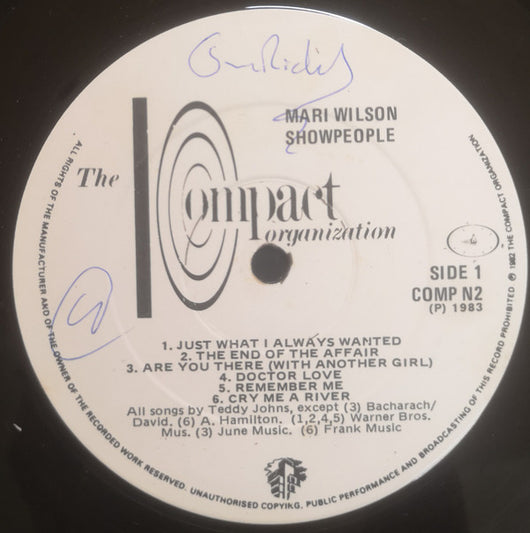 MARI WILSON
SHOWPEOPLE
The Compact
organization
SIDE 1
COMP N2
(P) 1983
1. JUST WHAT I ALWAYS WANTED
2. THE END OF THE AFFAIR
3. ARE YOU THERE (WITH ANOTHER GIRL)
4. DOCTOR LOVE
5. REMEMBER ME
6. CRY ME A RIVER
All songs by Teddy Johns, except (3) Bacharach/
David. (6) A. Hamilton. (1,2,4,5) Warner Bros.
Mus. (3) June Music. (6) Frank Music
ALL RIGHTS OF THE MANUFACTURER AND OF THE OWNER OF THE RECORDED WORK RESERVED. UNAUTHORISED COPYIKG, PUBLIC PERFORMANCE AND BROADCASTING OF THIS RECORD PROHIBITED ℗ 1982 THE COMPACT ORGANIZATION